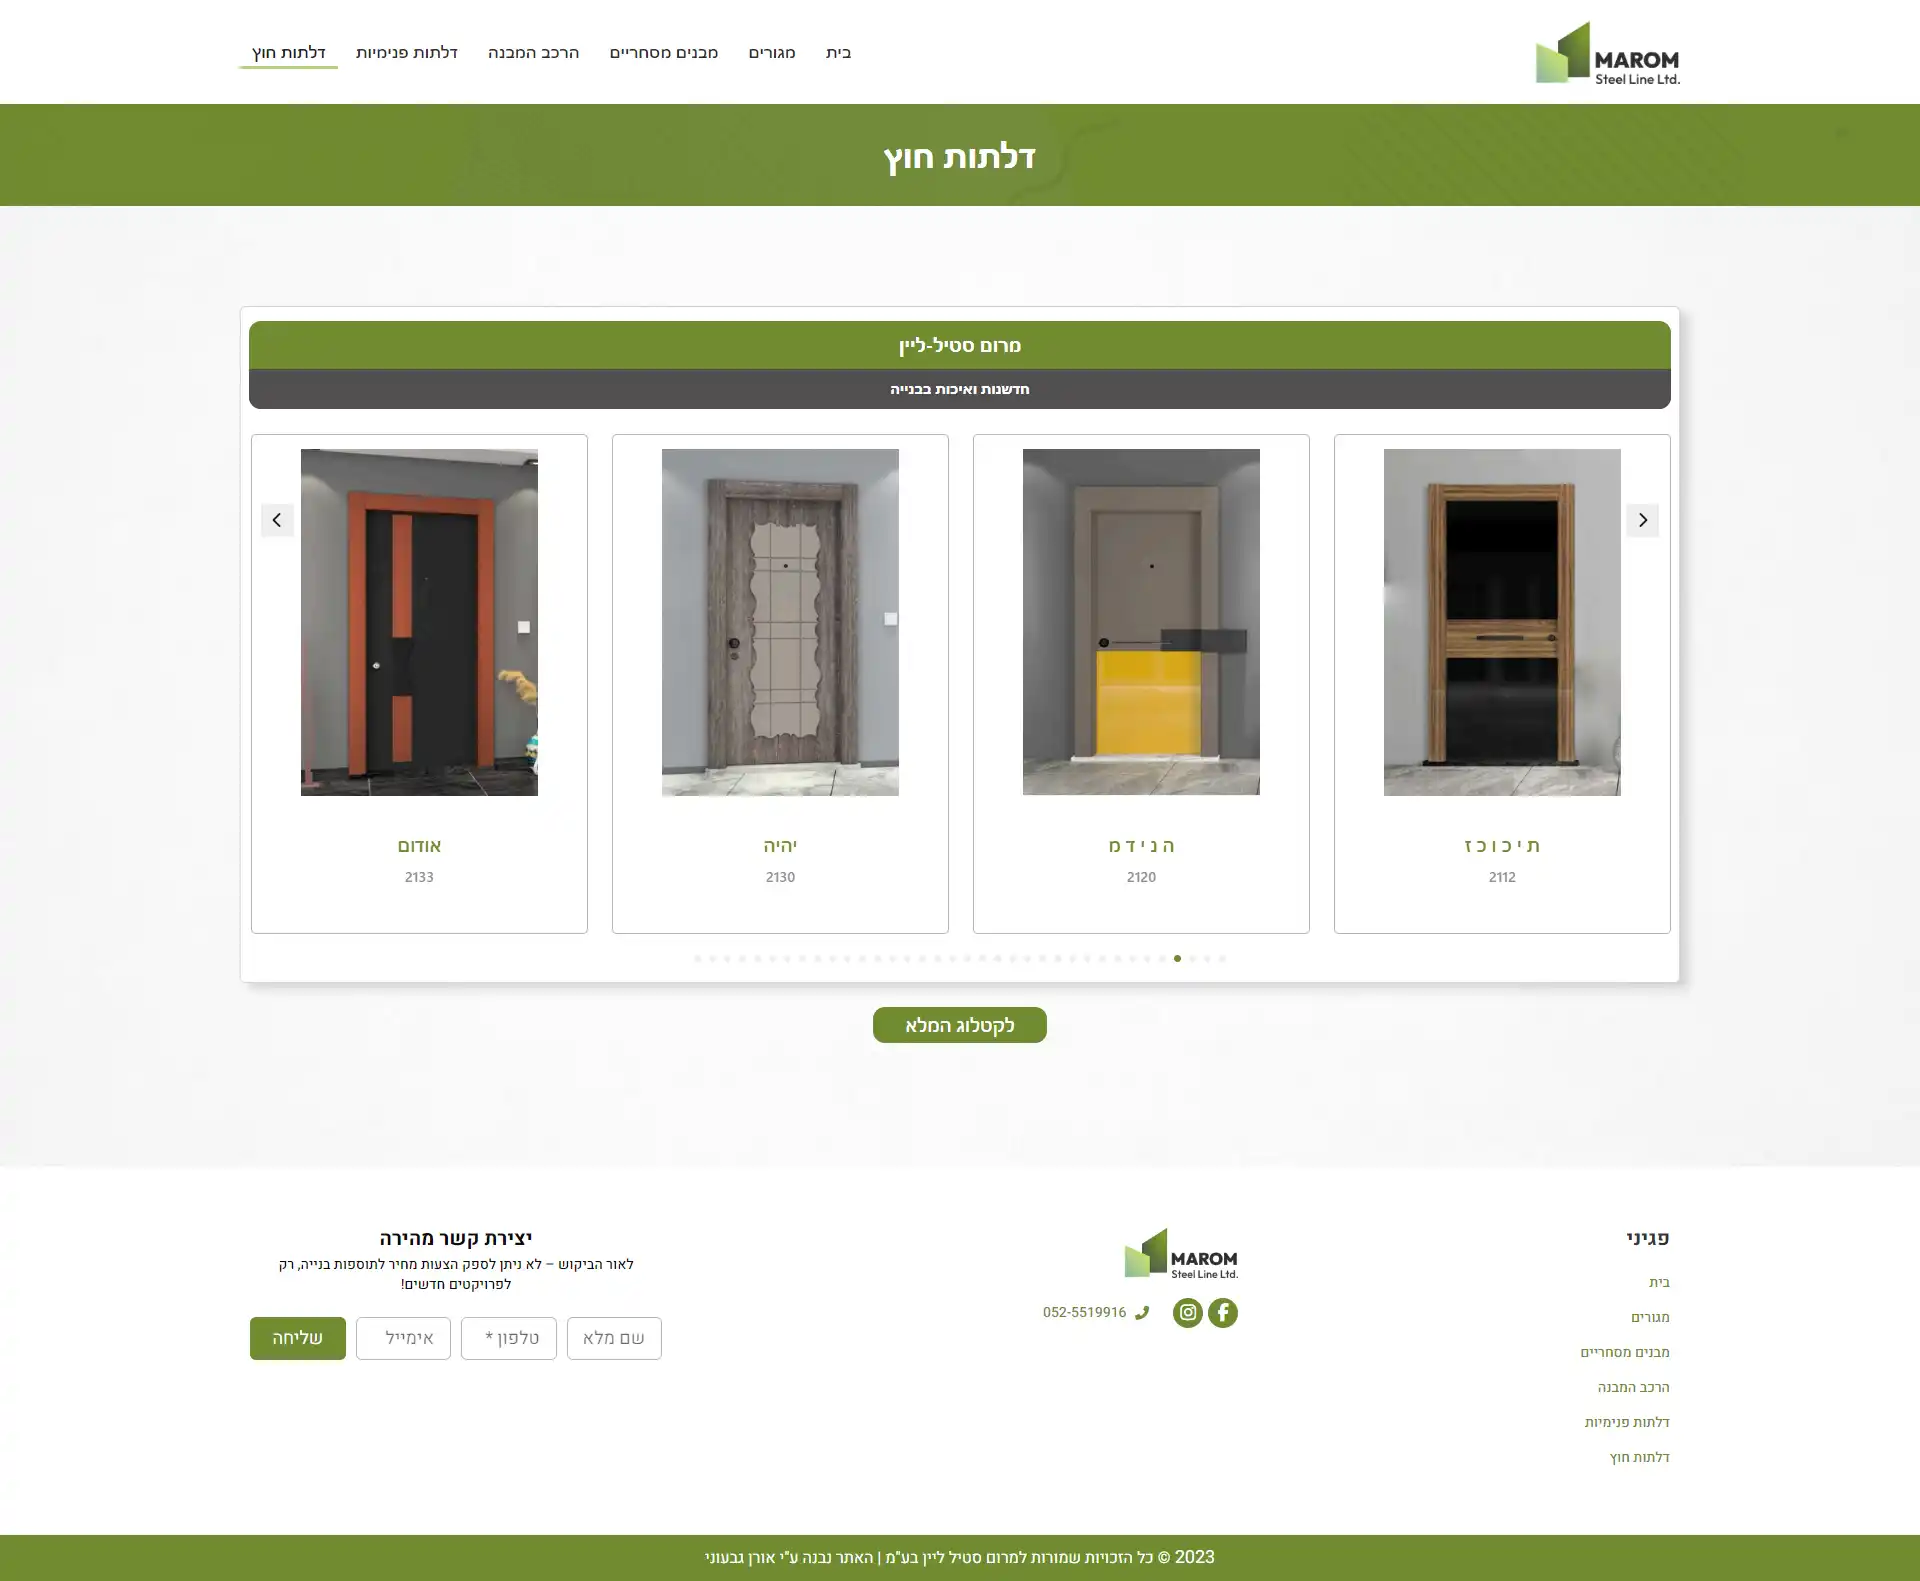 MAROM
Steel Line Ltd.
בית
מגורים
מבנים מסחריים
הרכב המבנה
דלתות פנימיות
דלתות חוץ
דלתות חוץ
מרום סטיל-ליין
חדשנות ואיכות בבנייה
ת י כ ו כ ז
2112
ה נ י ד מ
2120
יהיה
2130
אודום
2133
לקטלוג המלא
פגיני
בית
מגורים
מבנים מסחריים
הרכב המבנה
דלתות פנימיות
דלתות חוץ
MAROM
Steel Line Ltd.
052-5519916
יצירת קשר מהירה
לאור הביקוש – לא ניתן לספק הצעות מחיר לתוספות בנייה, רק
לפרויקטים חדשים!
שם מלא
טלפון *
אימייל
שליחה
2023 © כל הזכויות שמורות למרום סטיל ליין בע"מ | האתר נבנה ע"י אורן גבעוני